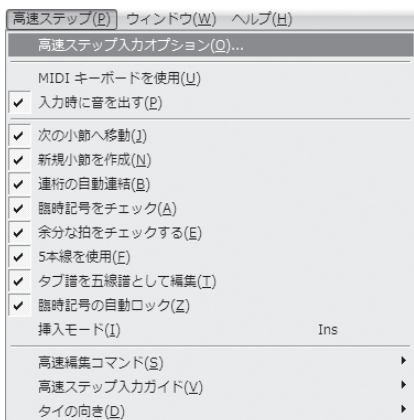 高速ステップ(P) ウィンドウ(W) ヘルプ(H)
高速ステップ入力オプション(O)...
MIDI キーボードを使用(U)
入力時に音を出す(P)
次の小節へ移動(J)
新規小節を作成(N)
連桁の自動連結(B)
臨時記号をチェック(A)
余分な拍をチェックする(E)
5本線を使用(F)
タブ譜を五線譜として編集(T)
臨時記号の自動ロック(Z)
挿入モード(I) Ins
高速編集コマンド(S)
高速ステップ入力ガイド(V)
タイの向き(D)